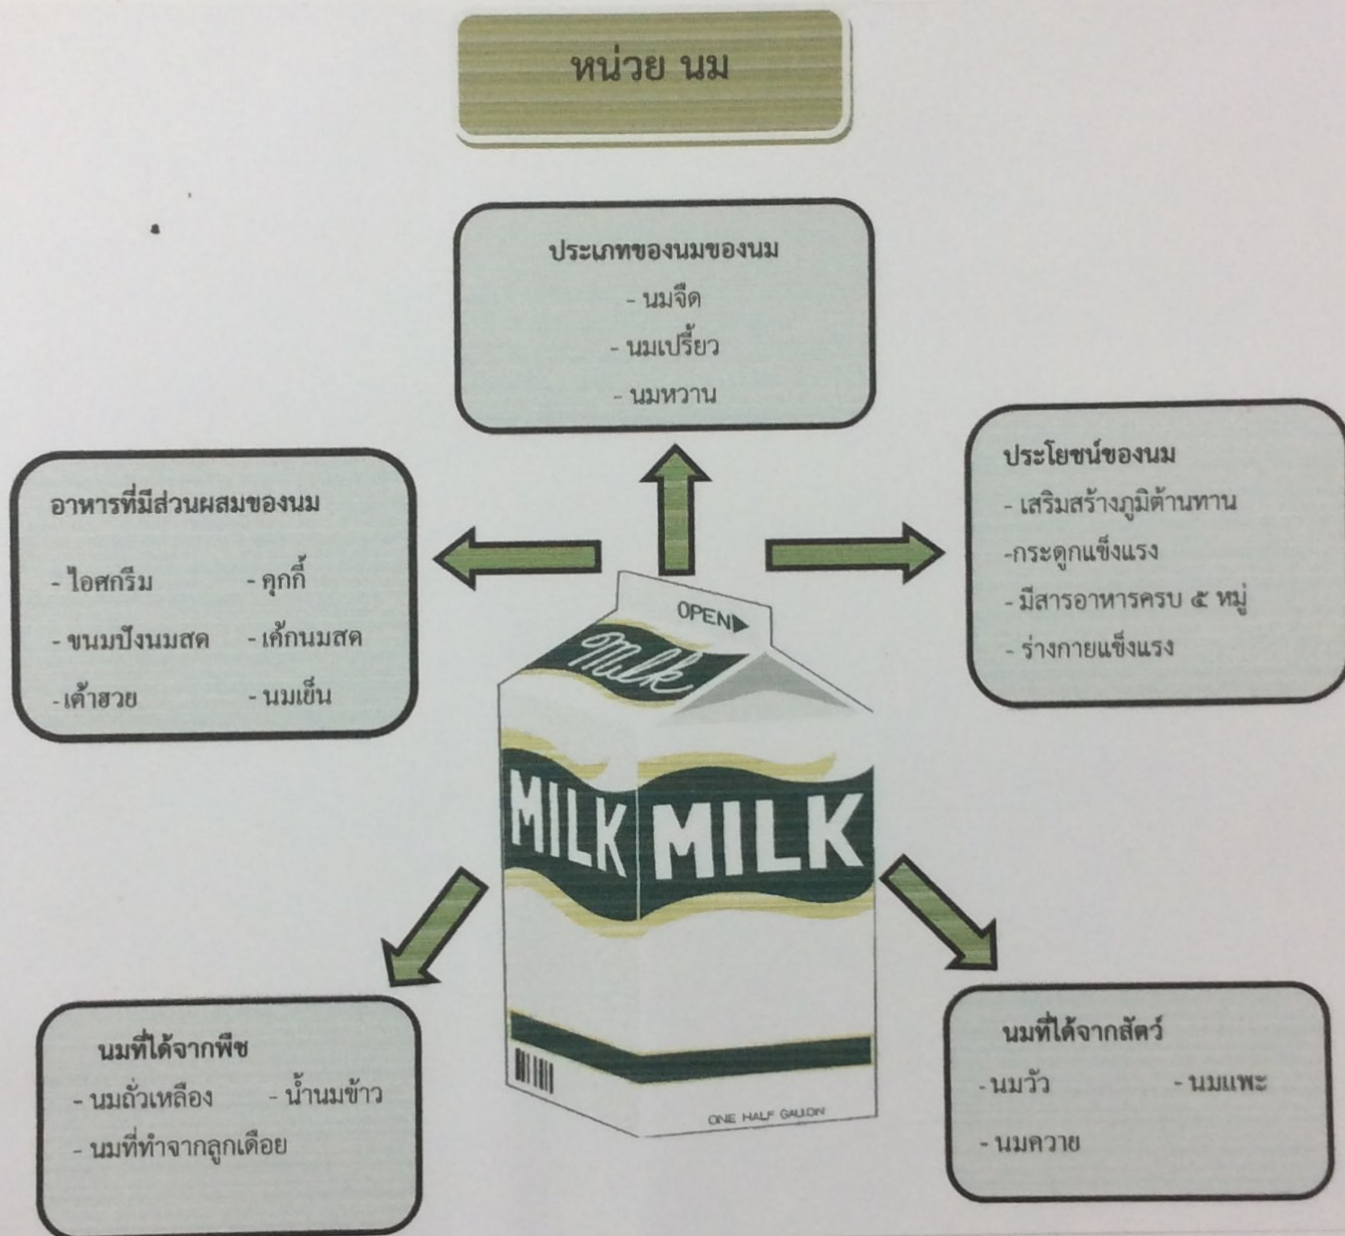 หน่วย นม
ประเภทของนมของนม
- นมจืด
- นมเปรี้ยว
- นมหวาน
อาหารที่มีส่วนผสมของนม
- ไอศกรีม - คุกกี้
- ขนมปังนมสด - เค้กนมสด
-เต้าฮวย - นมเย็น
ประโยชน์ของนม
- เสริมสร้างภูมิต้านทาน
-กระดูกแข็งแรง
- มีสารอาหารครบ ๕ หมู่
- ร่างกายแข็งแรง
OPEN
Milk
MILK MILK
ONE HALF GALLON
นมที่ได้จากพืช
- นมถั่วเหลือง - น้ำนมข้าว
- นมที่ทำจากลูกเดือย
นมที่ได้จากสัตว์
- นมวัว - นมแพะ
- นมควาย